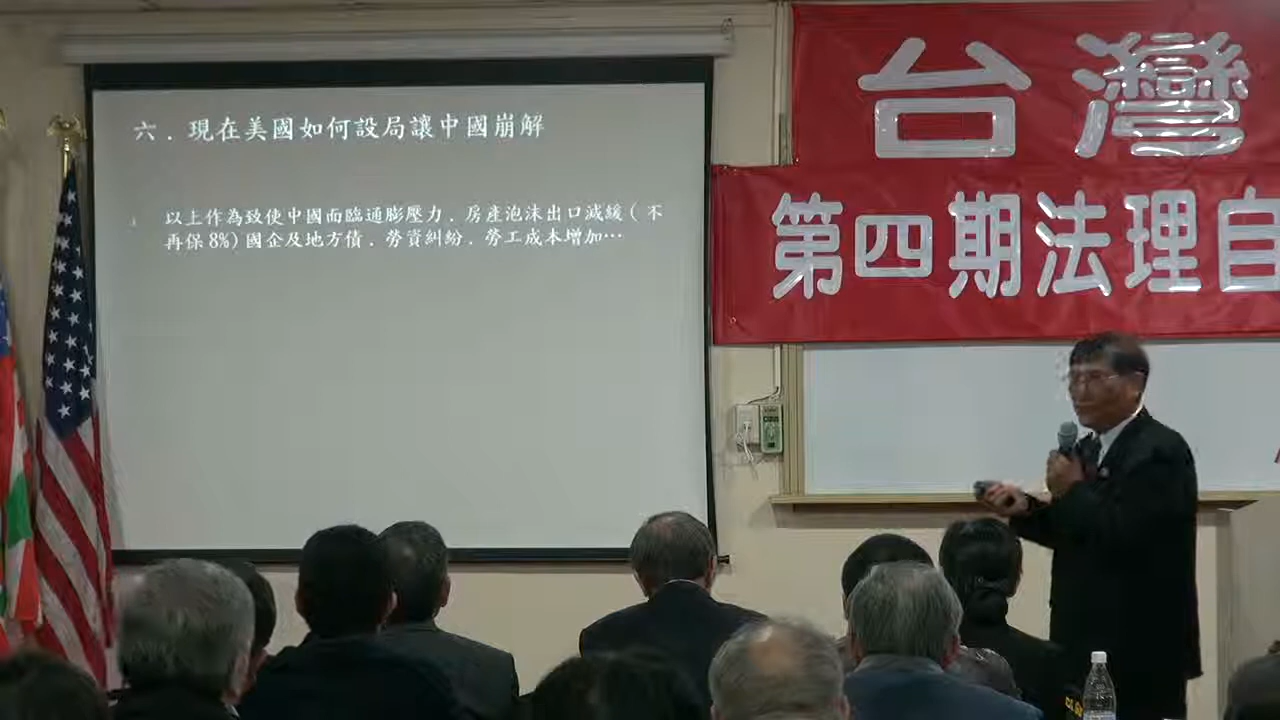 六．現在美國如何設局讓中國崩解
以上作為致使中國面臨通膨壓力．房產泡沫出口減緩(不
再保8%)國企及地方債．勞資糾紛．勞工成本增加…
台灣
第四期法理自